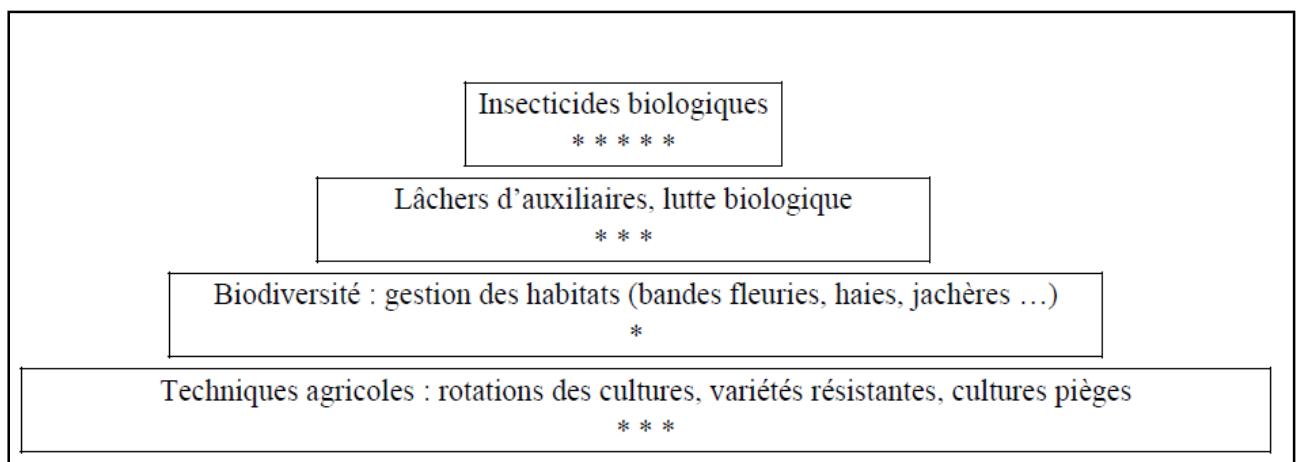 Insecticides biologiques
* * * * *
Lâchers d’auxiliaires, lutte biologique
* * *
Biodiversité : gestion des habitats (bandes fleuries, haies, jachères …)
*
Techniques agricoles : rotations des cultures, variétés résistantes, cultures pièges
* * *